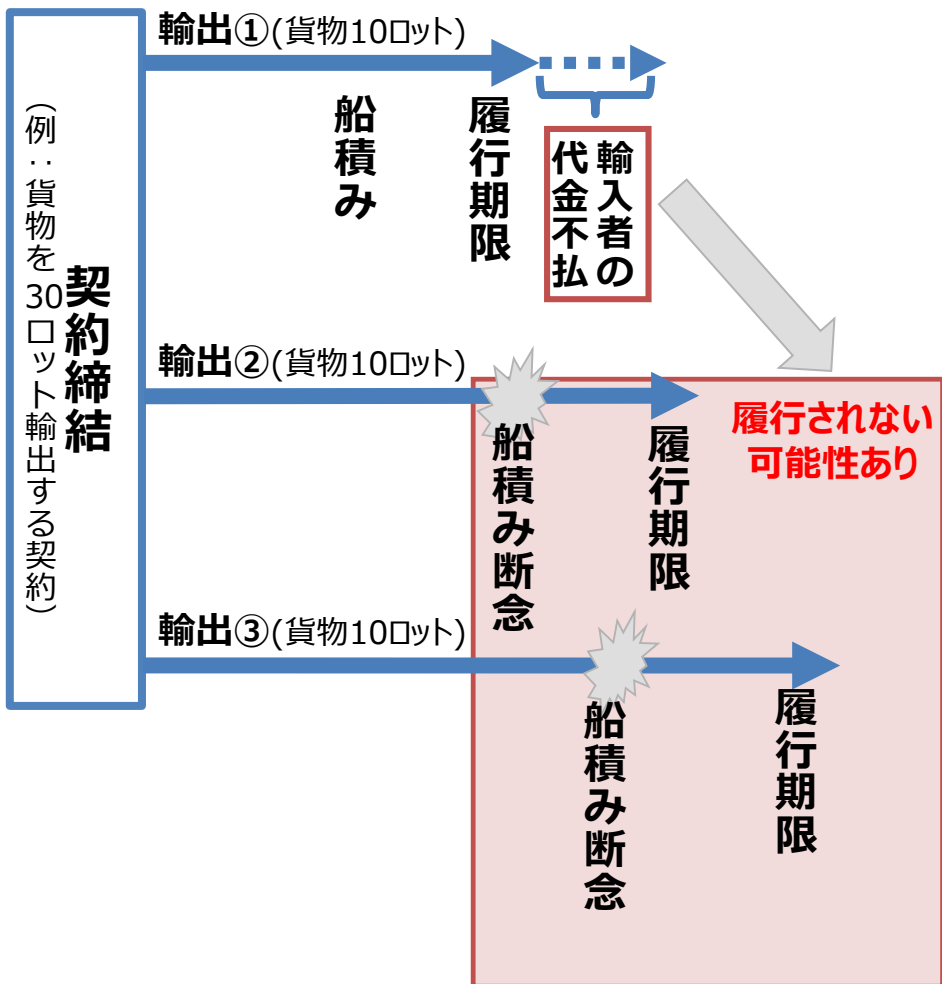 契約締結
(例:貨物を30ロット輸出する契約)
輸出①(貨物10ロット)
船積み
履行期限
輸入者の
代金不払
輸出②(貨物10ロット)
船積み断念
履行期限
履行されない
可能性あり
輸出③(貨物10ロット)
船積み断念
履行期限